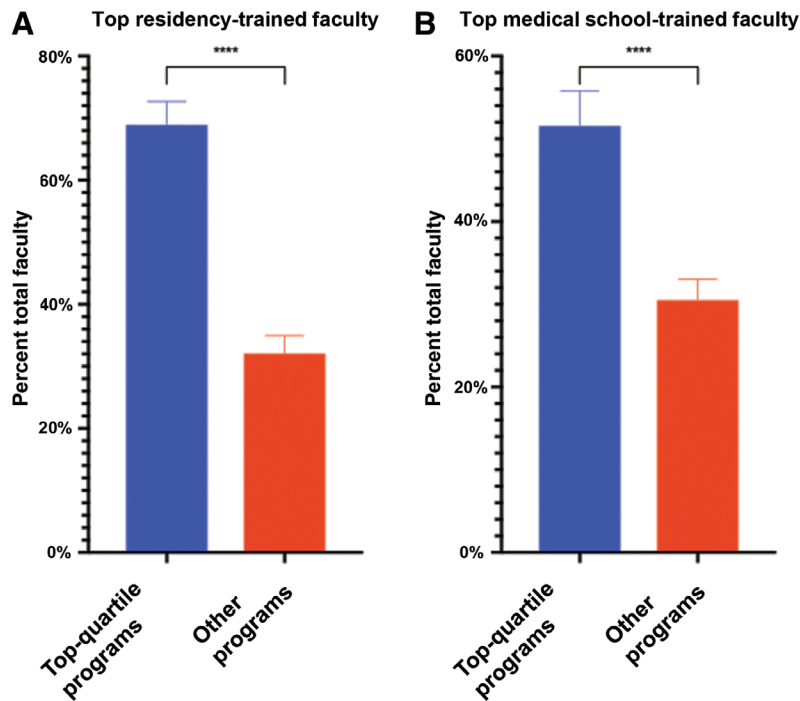 A
Top residency-trained faculty
****
80%
60%
40%
20%
0%
Percent total faculty
Top-quartile
programs
Other
programs
B
Top medical school-trained faculty
****
60%
40%
20%
0%
Percent total faculty
Top-quartile
programs
Other
programs